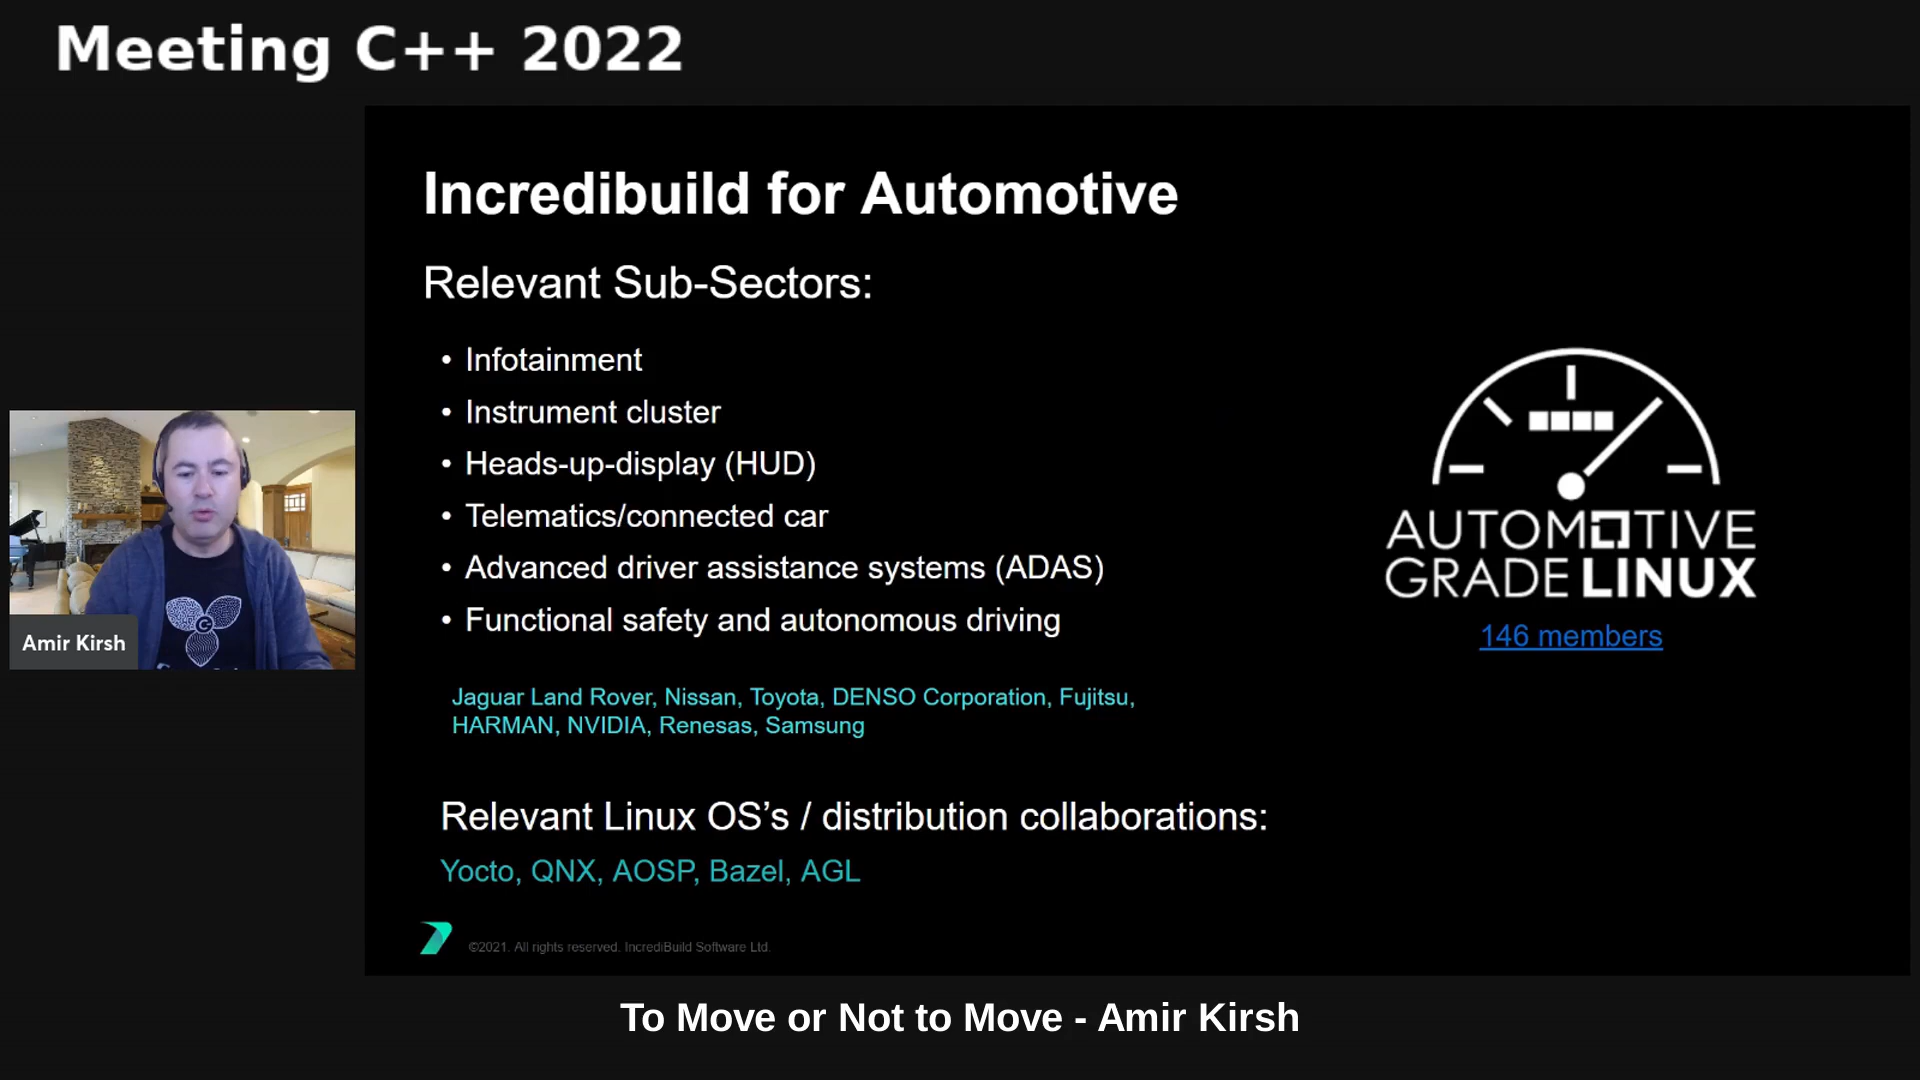 Meeting C++ 2022
Incredibuild for Automotive
Relevant Sub-Sectors:
• Infotainment
• Instrument cluster
• Heads-up-display (HUD)
• Telematics/connected car
• Advanced driver assistance systems (ADAS)
• Functional safety and autonomous driving
Jaguar Land Rover, Nissan, Toyota, DENSO Corporation, Fujitsu,
HARMAN, NVIDIA, Renesas, Samsung
AUTOMOTIVE
GRADE LINUX
146 members
Relevant Linux OS’s / distribution collaborations:
Yocto, QNX, AOSP, Bazel, AGL
©2021. All rights reserved. IncrediBuild Software Ltd.
Amir Kirsh
To Move or Not to Move - Amir Kirsh